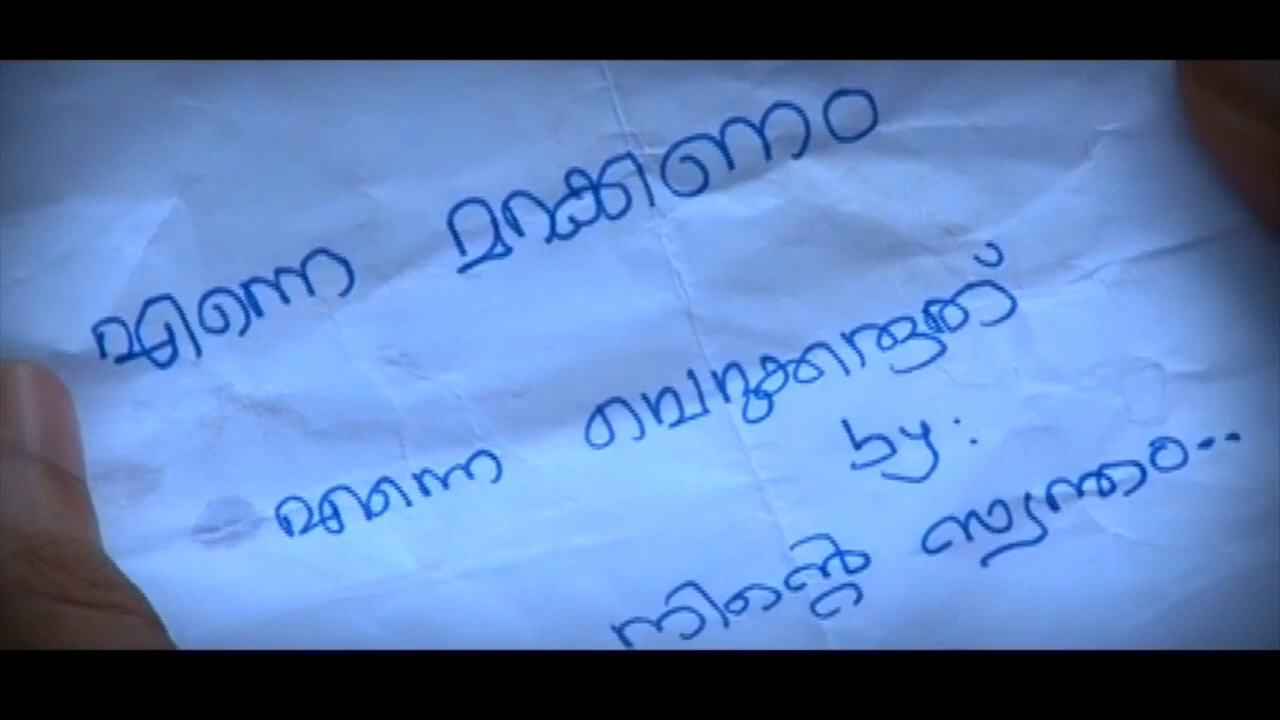 എന്നെ മറക്കണം
എന്നെ വെറുക്കരുത്
by:
നിന്റെ സ്വന്തം..